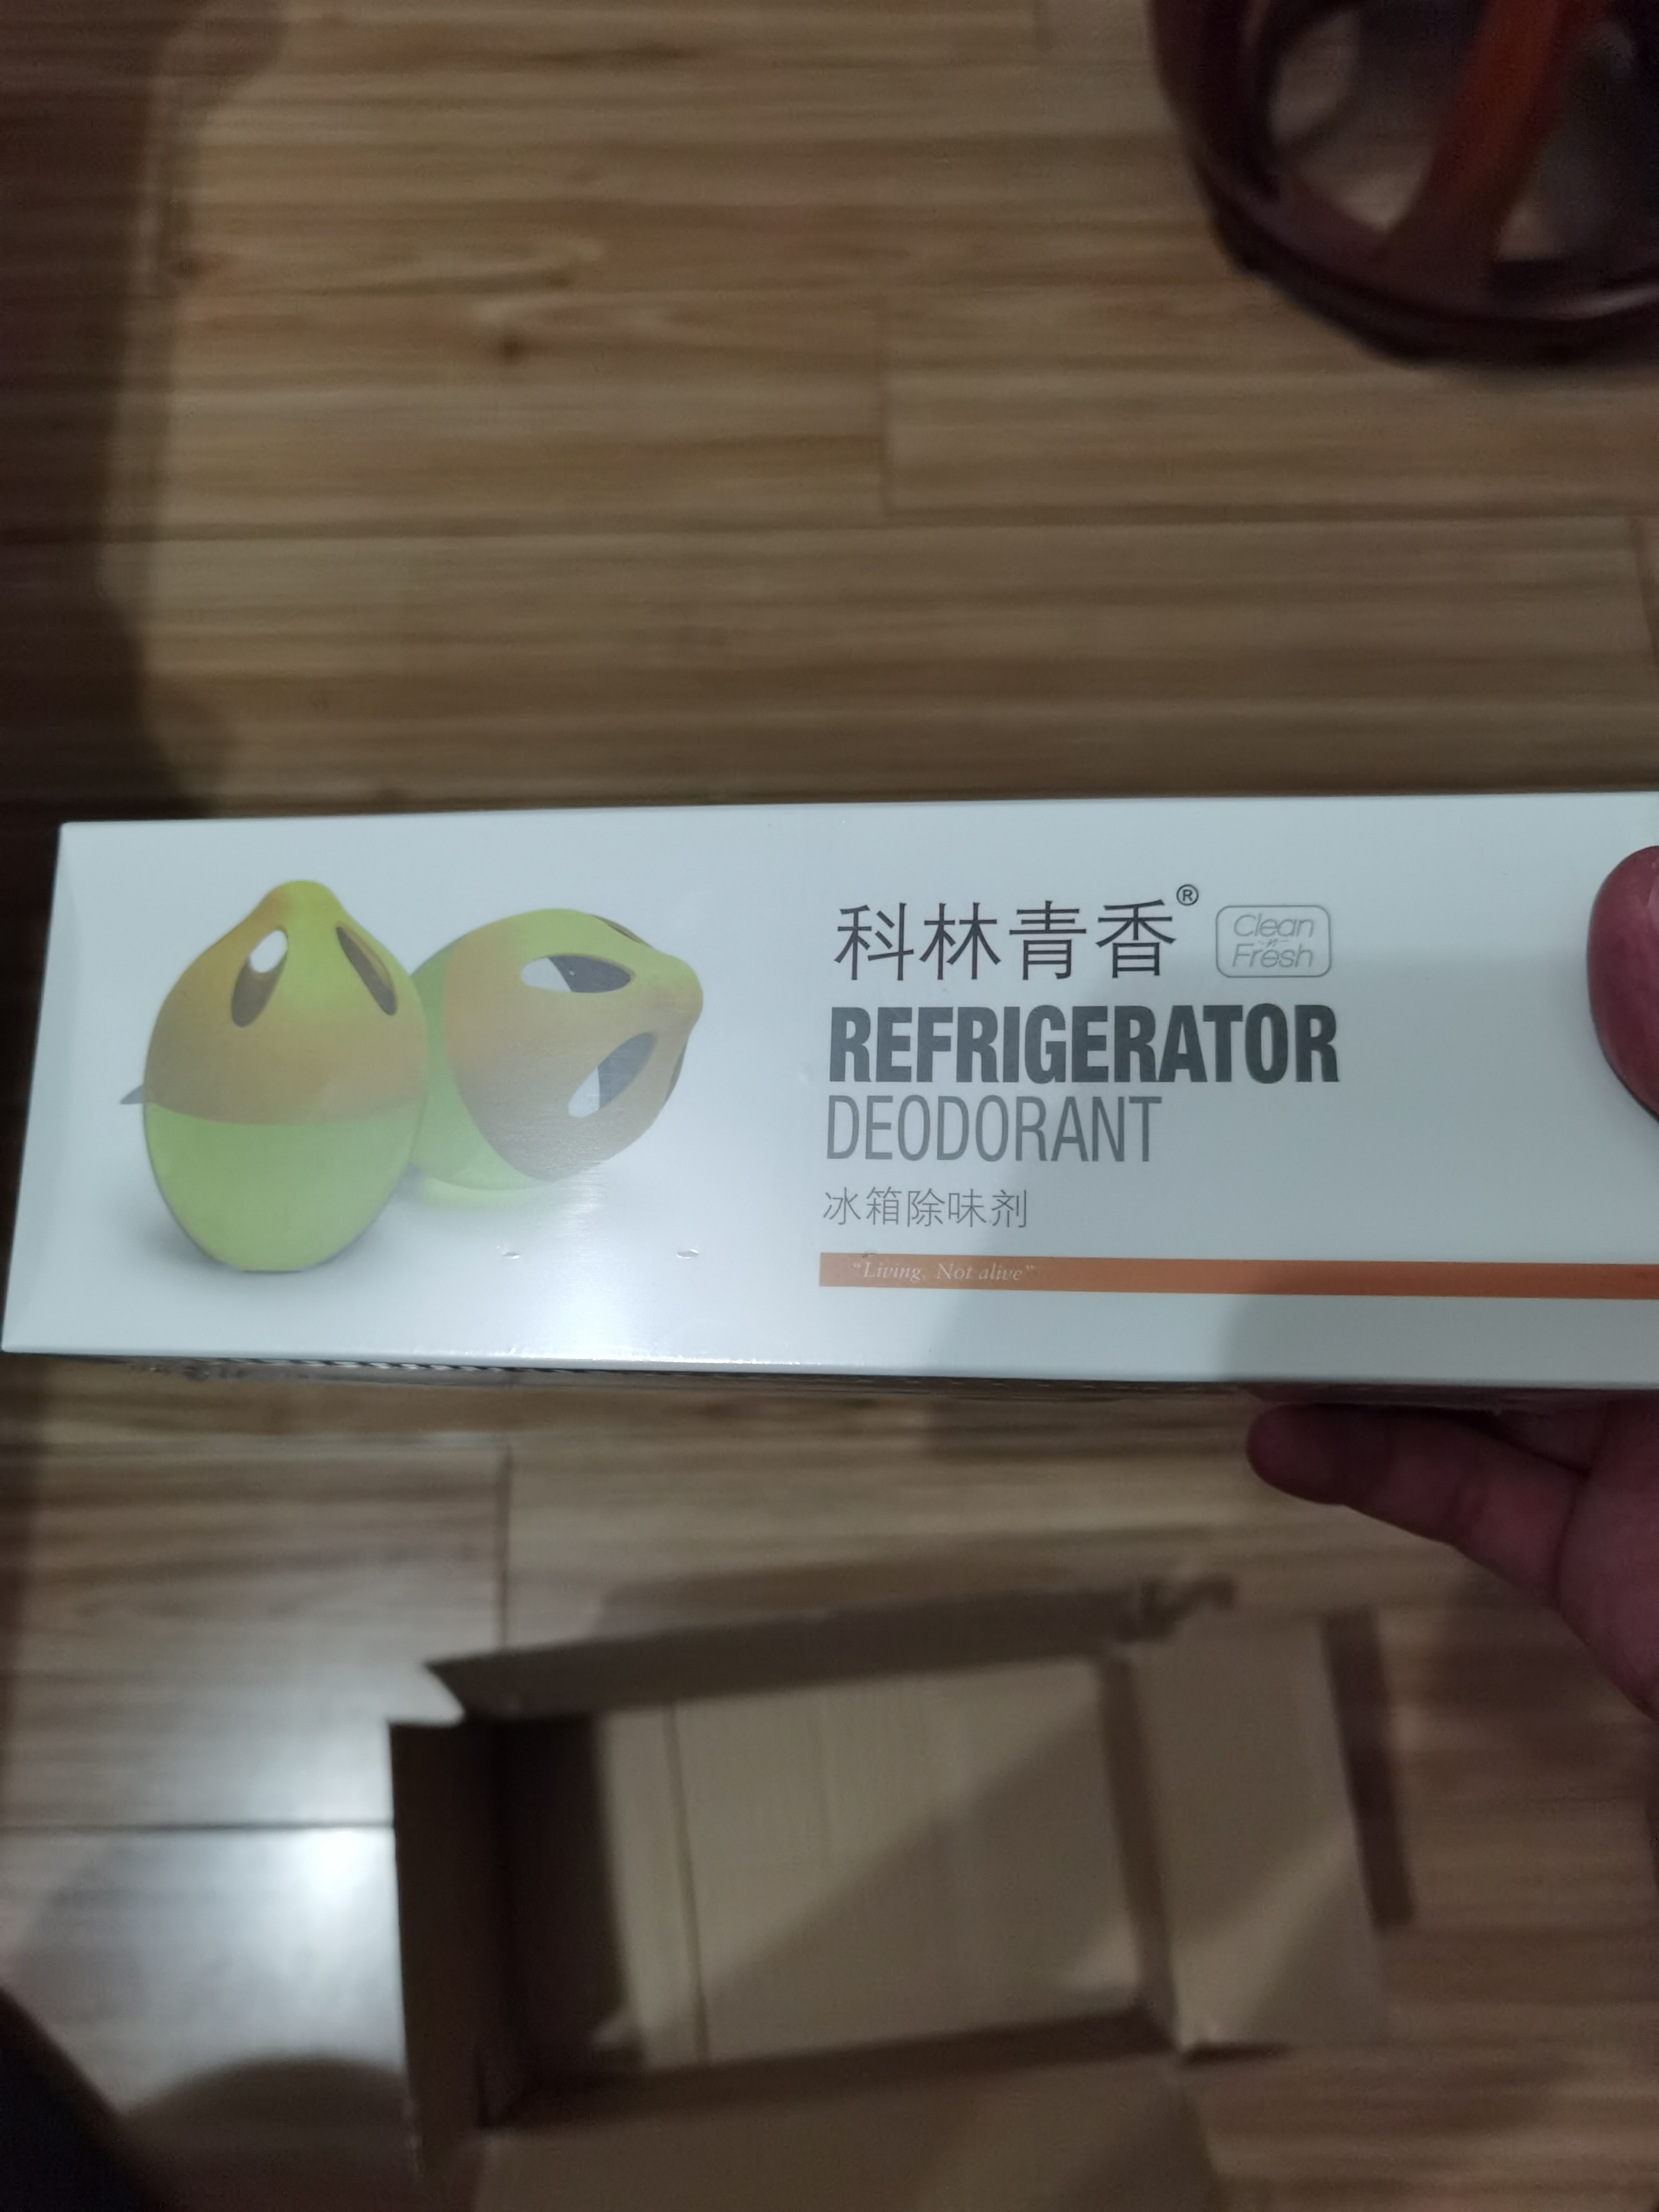 科林青香®
Clean
-n-
Fresh
REFRIGERATOR
DEODORANT
冰箱除味剂
“Living, Not alive”